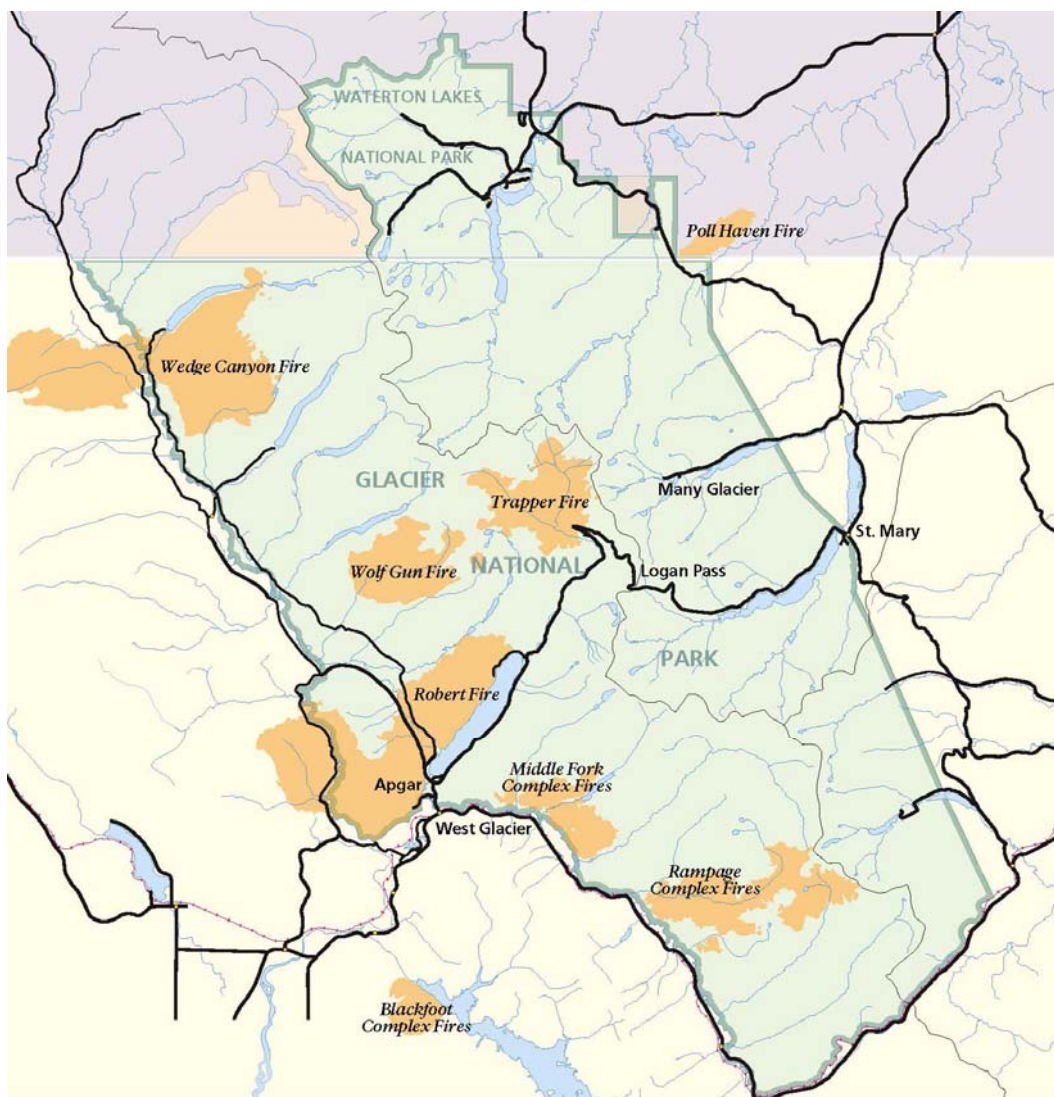 WATERTON LAKES
NATIONAL PARK
Poll Haven Fire
Wedge Canyon Fire
GLACIER
Trapper Fire
Many Glacier
St. Mary
Wolf Gun Fire
NATIONAL
Logan Pass
PARK
Robert Fire
Apgar
Middle Fork
Complex Fires
West Glacier
Rampage
Complex Fires
Blackfoot
Complex Fires